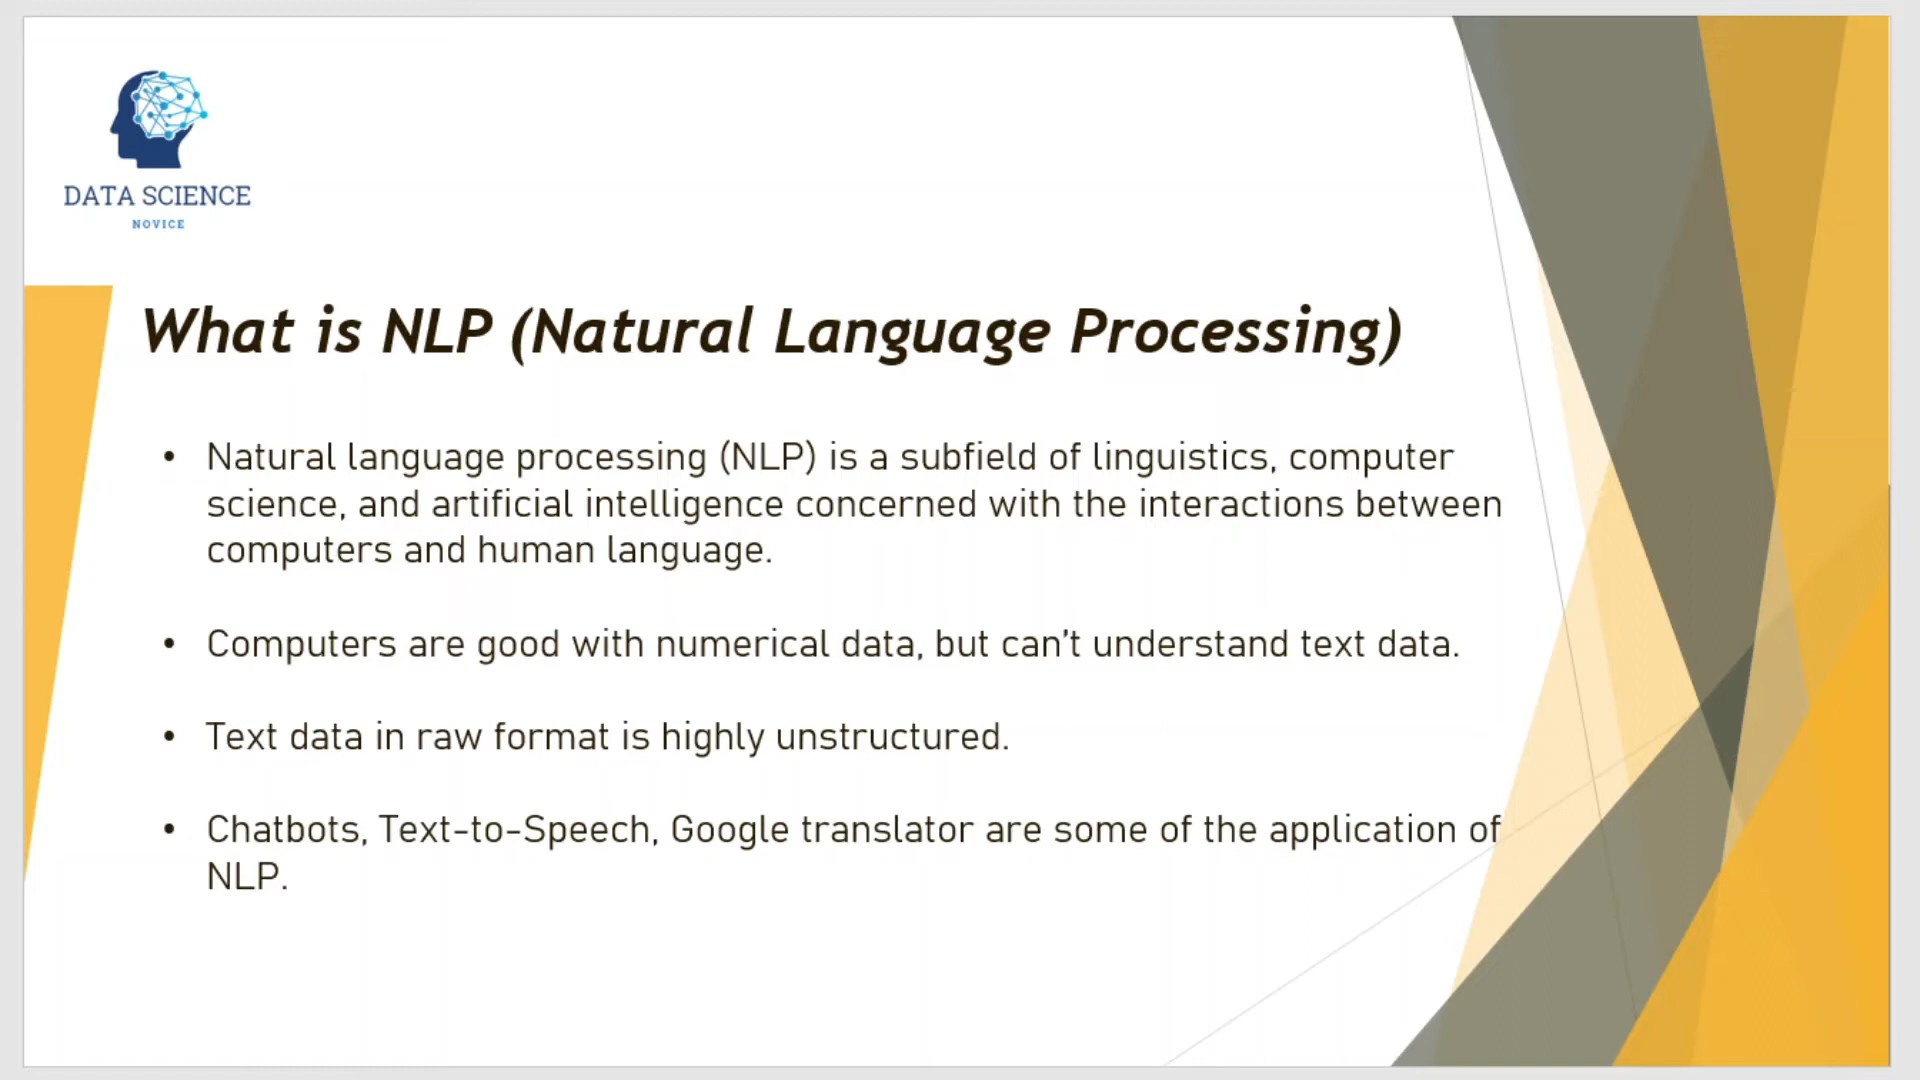 DATA SCIENCE
NOVICE
What is NLP (Natural Language Processing)
• Natural language processing (NLP) is a subfield of linguistics, computer
science, and artificial intelligence concerned with the interactions between
computers and human language.
• Computers are good with numerical data, but can’t understand text data.
• Text data in raw format is highly unstructured.
• Chatbots, Text-to-Speech, Google translator are some of the application of
NLP.